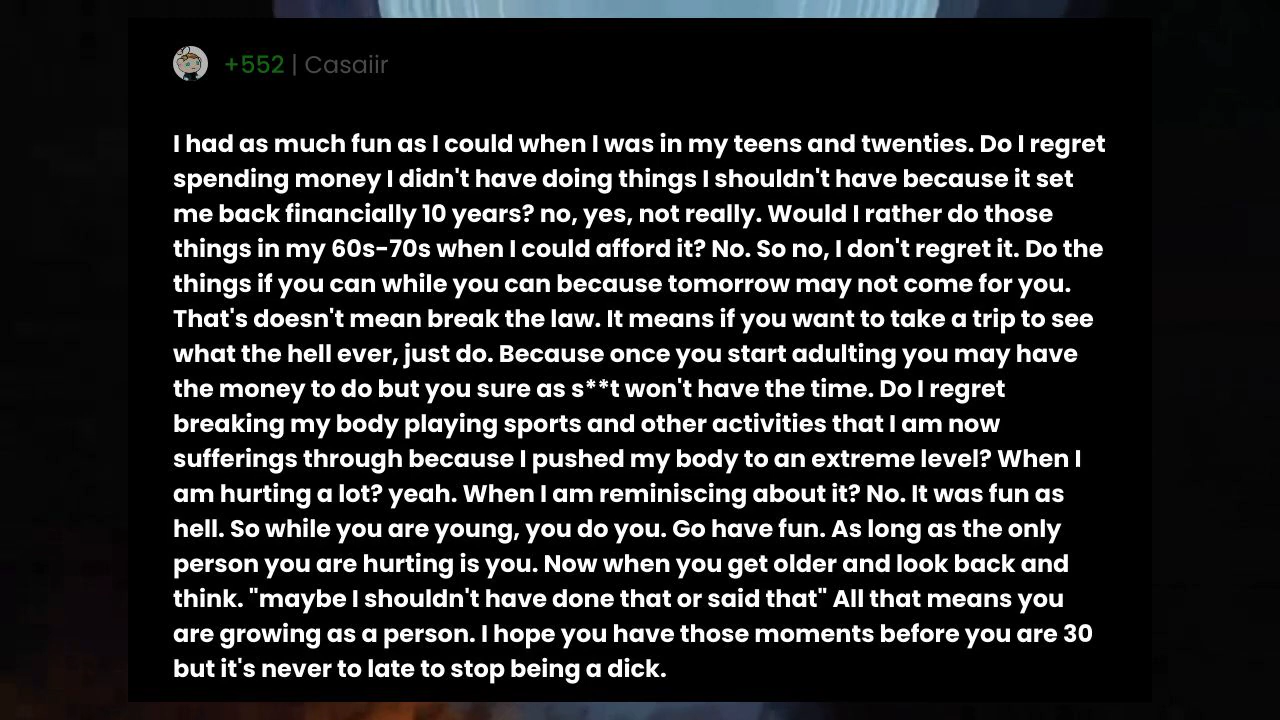 +552 | Casaiir
I had as much fun as I could when I was in my teens and twenties. Do I regret
spending money I didn't have doing things I shouldn't have because it set
me back financially 10 years? no, yes, not really. Would I rather do those
things in my 60s-70s when I could afford it? No. So no, I don't regret it. Do the
things if you can while you can because tomorrow may not come for you.
That's doesn't mean break the law. It means if you want to take a trip to see
what the hell ever, just do. Because once you start adulting you may have
the money to do but you sure as s**t won't have the time. Do I regret
breaking my body playing sports and other activities that I am now
sufferings through because I pushed my body to an extreme level? When I
am hurting a lot? yeah. When I am reminiscing about it? No. It was fun as
hell. So while you are young, you do you. Go have fun. As long as the only
person you are hurting is you. Now when you get older and look back and
think. "maybe I shouldn't have done that or said that" All that means you
are growing as a person. I hope you have those moments before you are 30
but it's never to late to stop being a dick.